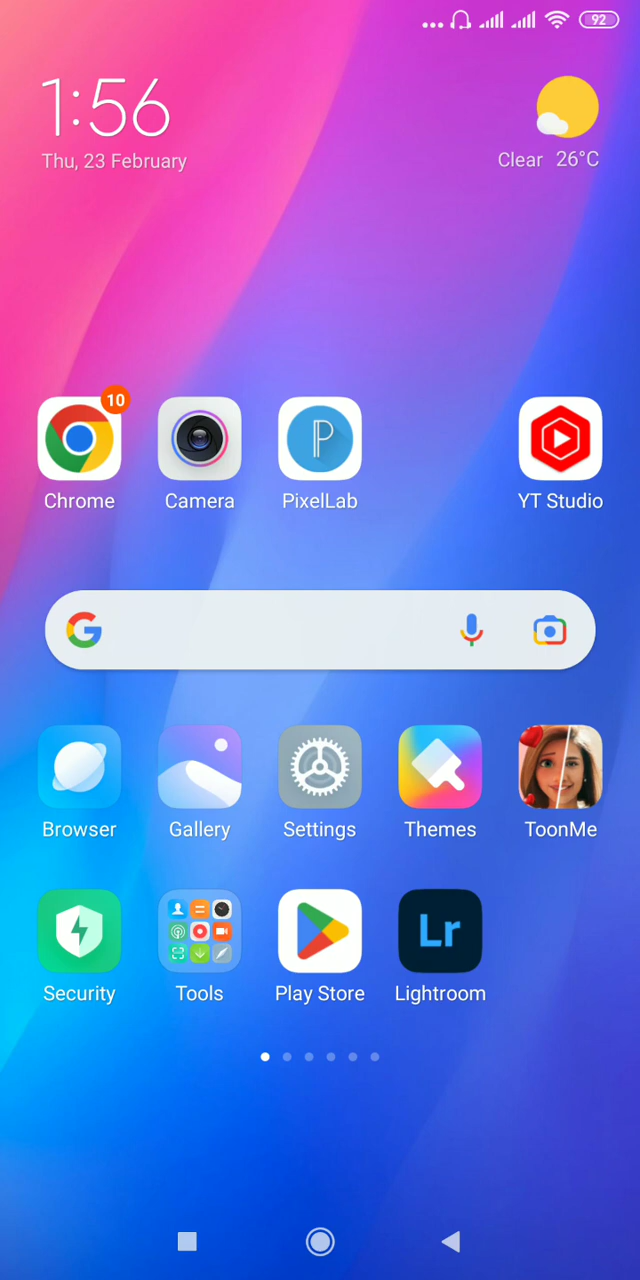 92
1:56
Thu, 23 February
Clear 26°C
10
P
Chrome Camera PixelLab YT Studio
G
Browser Gallery Settings Themes ToonMe
Lr
Security Tools Play Store Lightroom